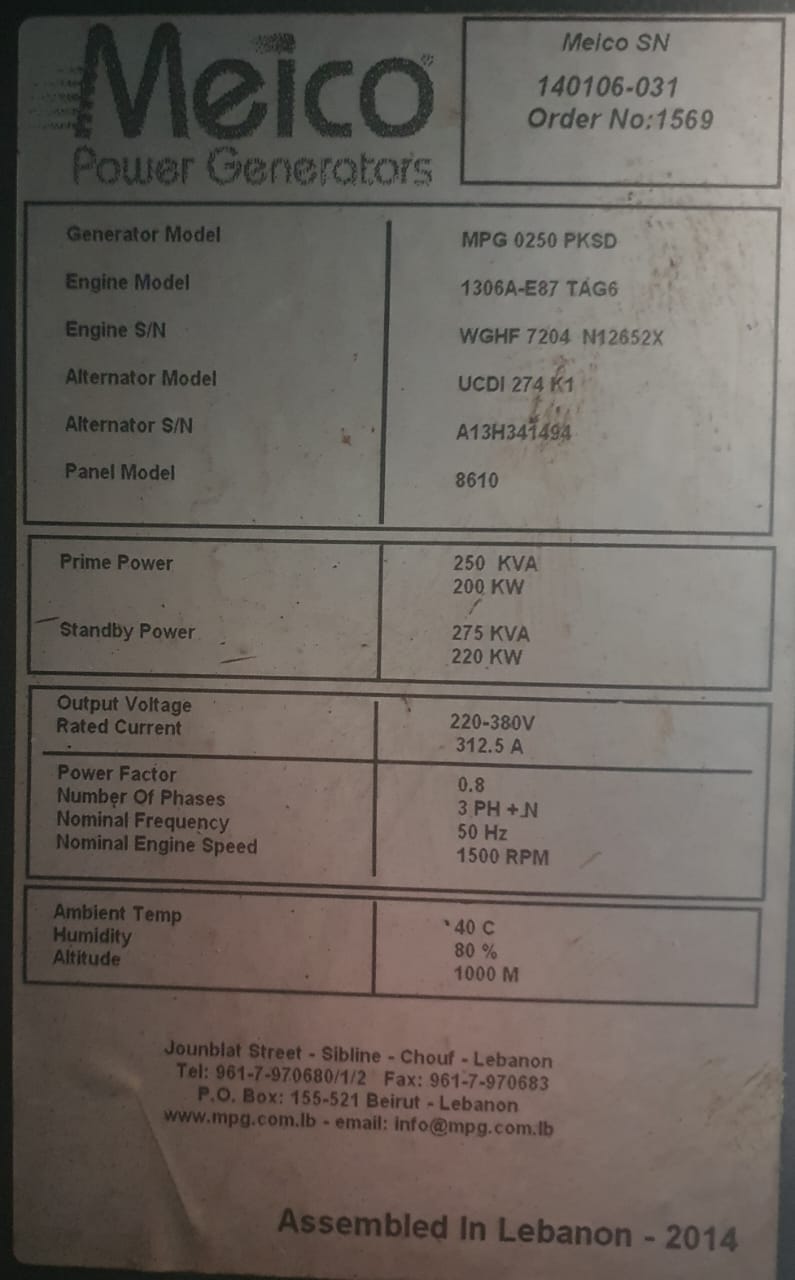 Meico
Power Generators
Meico SN
140106-031
Order No:1569
Generator Model MPG 0250 PKSD
Engine Model 1306A-E87 TAG6
Engine S/N WGHF 7204 N12652X
Alternator Model UCDI 274 K1
Alternator S/N A13H341494
Panel Model 8610
Prime Power 250 KVA
200 KW
Standby Power 275 KVA
220 KW
Output Voltage 220-380V
Rated Current 312.5 A
Power Factor 0.8
Number Of Phases 3 PH + N
Nominal Frequency 50 Hz
Nominal Engine Speed 1500 RPM
Ambient Temp 40 C
Humidity 80 %
Altitude 1000 M
Jounblat Street - Sibline - Chouf - Lebanon
Tel: 961-7-970680/1/2 Fax: 961-7-970683
P.O. Box: 155-521 Beirut - Lebanon
www.mpg.com.lb - email: info@mpg.com.lb
Assembled In Lebanon - 2014